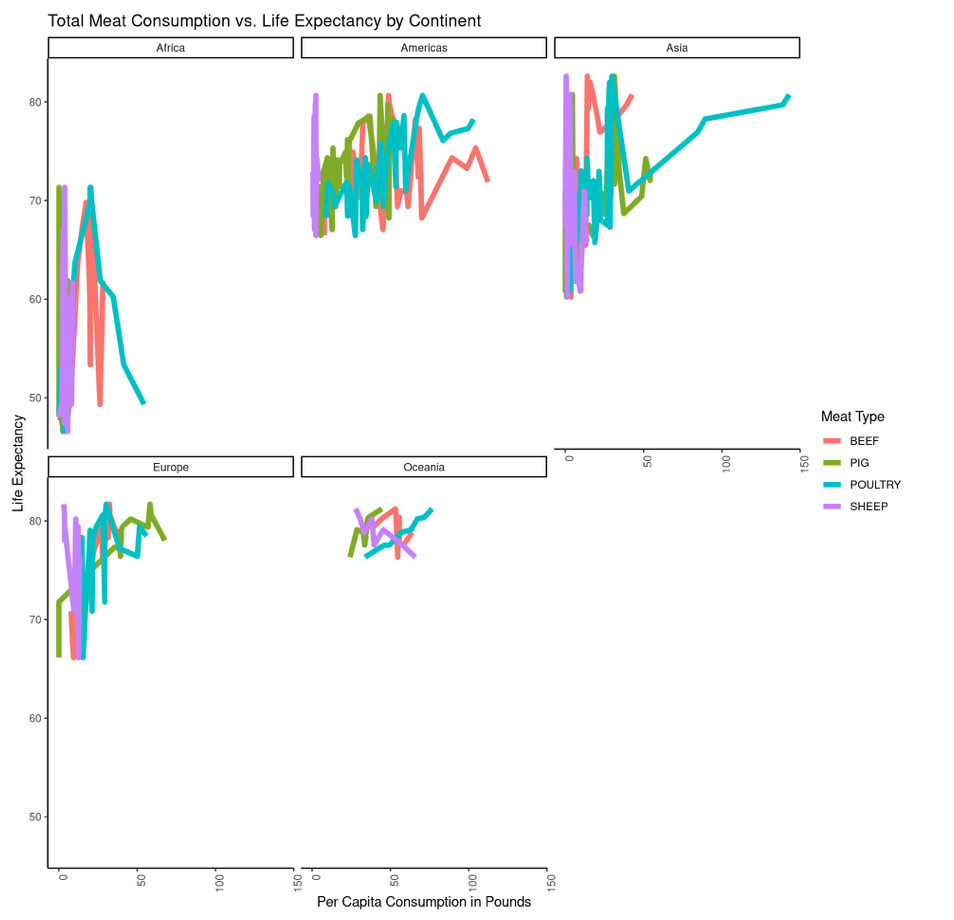 Total Meat Consumption vs. Life Expectancy by Continent
Africa
Americas
Asia
80
70
60
50
0
50
100
150
Europe
Oceania
80
70
60
50
0
50
100
150
0
50
100
150
Life Expectancy
Per Capita Consumption in Pounds
Meat Type
BEEF
PIG
POULTRY
SHEEP